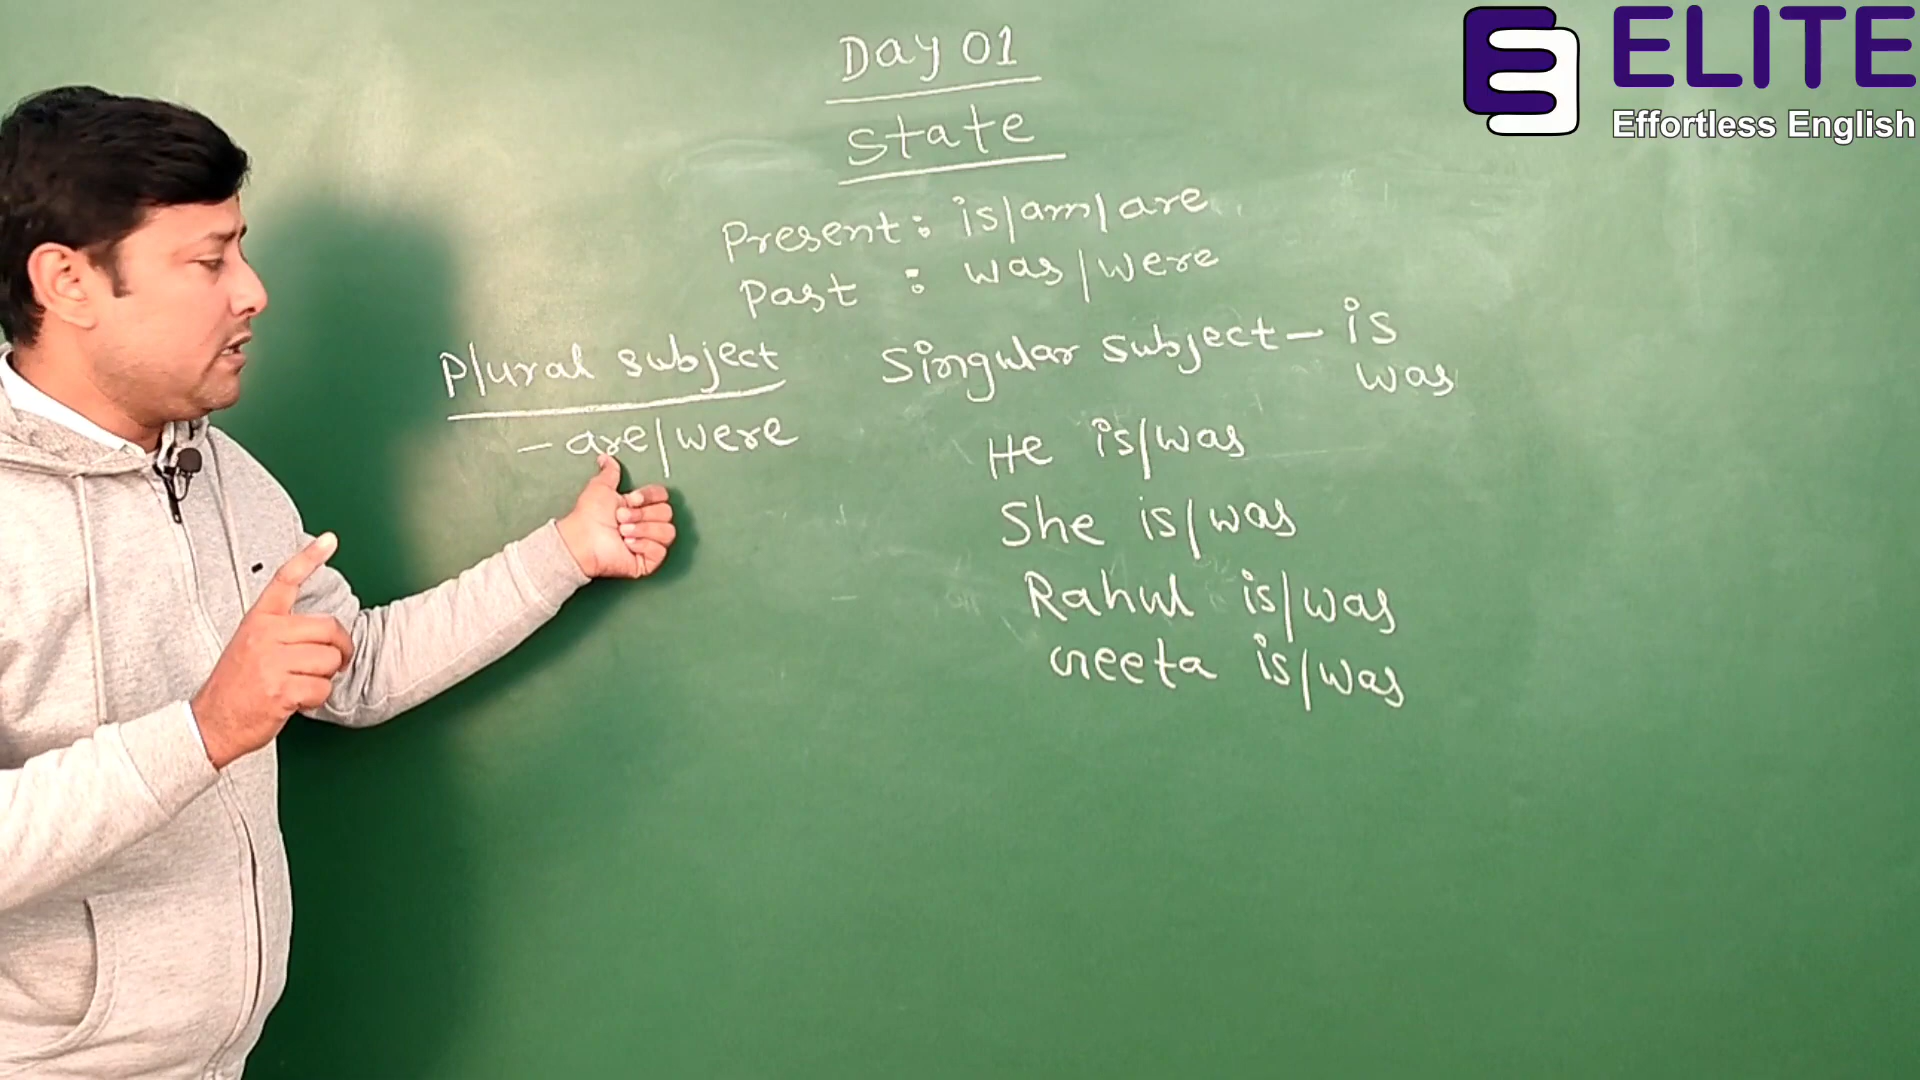 ELITE
Effortless English
Day 01
State
Present : is/am/are
Past : was/were
Plural subject
- are/were
Singular subject - is
was
He is/was
She is/was
Rahul is/was
Geeta is/was